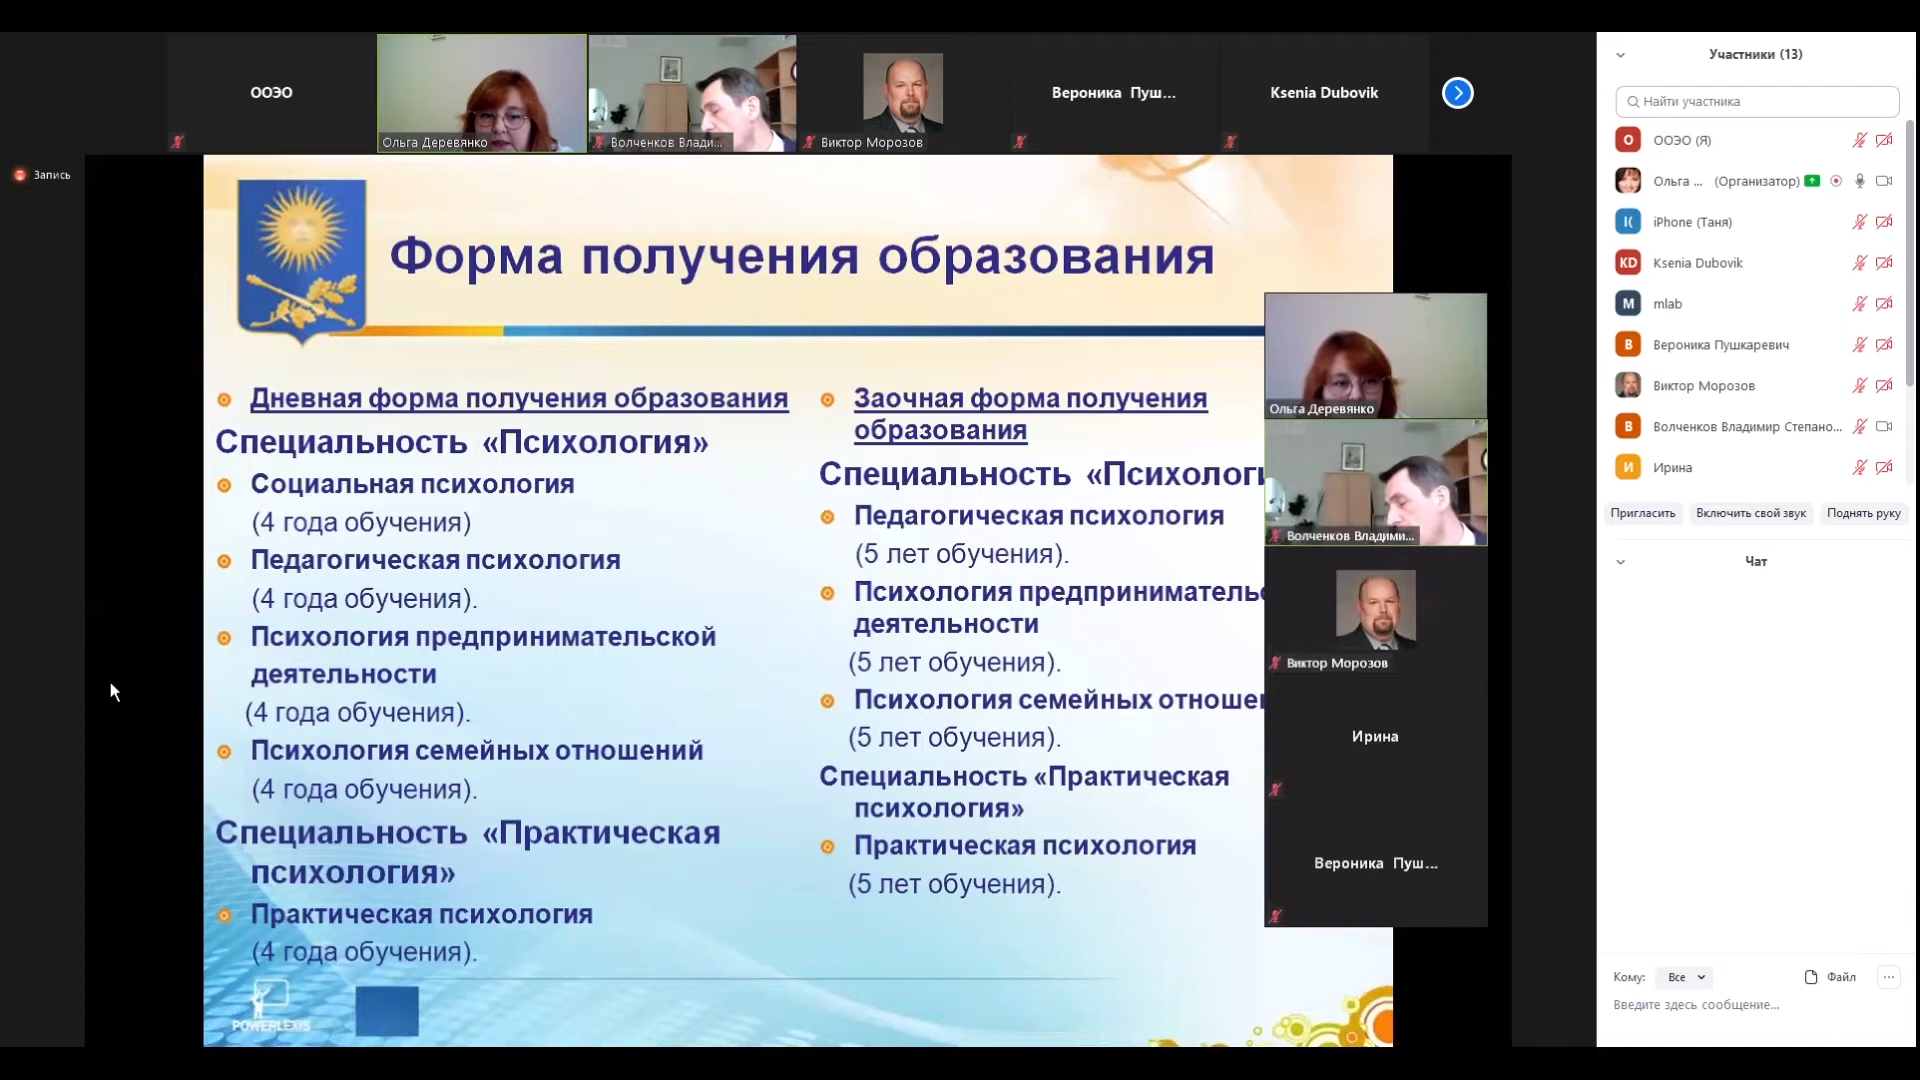 ООЭО
Ольга Деревянко
Волченков Влади...
Виктор Морозов
Вероника Пуш...
Ksenia Dubovik
Запись
Форма получения образования
Дневная форма получения образования
Специальность «Психология»
Социальная психология
(4 года обучения)
Педагогическая психология
(4 года обучения).
Психология предпринимательской
деятельности
(4 года обучения).
Психология семейных отношений
(4 года обучения).
Специальность «Практическая
психология»
Практическая психология
(4 года обучения).
Заочная форма получения
образования
Специальность «Психологи
Педагогическая психология
(5 лет обучения).
Психология предпринимательс
деятельности
(5 лет обучения).
Психология семейных отношен
(5 лет обучения).
Специальность «Практическая
психология»
Практическая психология
(5 лет обучения).
POWERLEXIS
Ольга Деревянко
Волченков Владими...
Виктор Морозов
Ирина
Вероника Пуш...
Участники (13)
Найти участника
О ООЭО (Я)
Ольга ... (Организатор)
I( iPhone (Таня)
KD Ksenia Dubovik
M mlab
В Вероника Пушкаревич
Виктор Морозов
В Волченков Владимир Степано...
И Ирина
Пригласить Включить свой звук Поднять руку
Чат
Кому: Все Файл ...
Введите здесь сообщение...